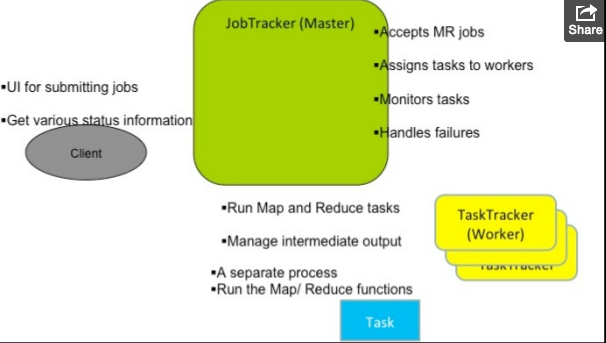 Share
JobTracker (Master)
▪Accepts MR jobs
▪Assigns tasks to workers
▪Monitors tasks
▪Handles failures
▪UI for submitting jobs
▪Get various status information
Client
▪Run Map and Reduce tasks
▪Manage intermediate output
▪A separate process
▪Run the Map/ Reduce functions
TaskTracker
(Worker)
TaskTracker
Task